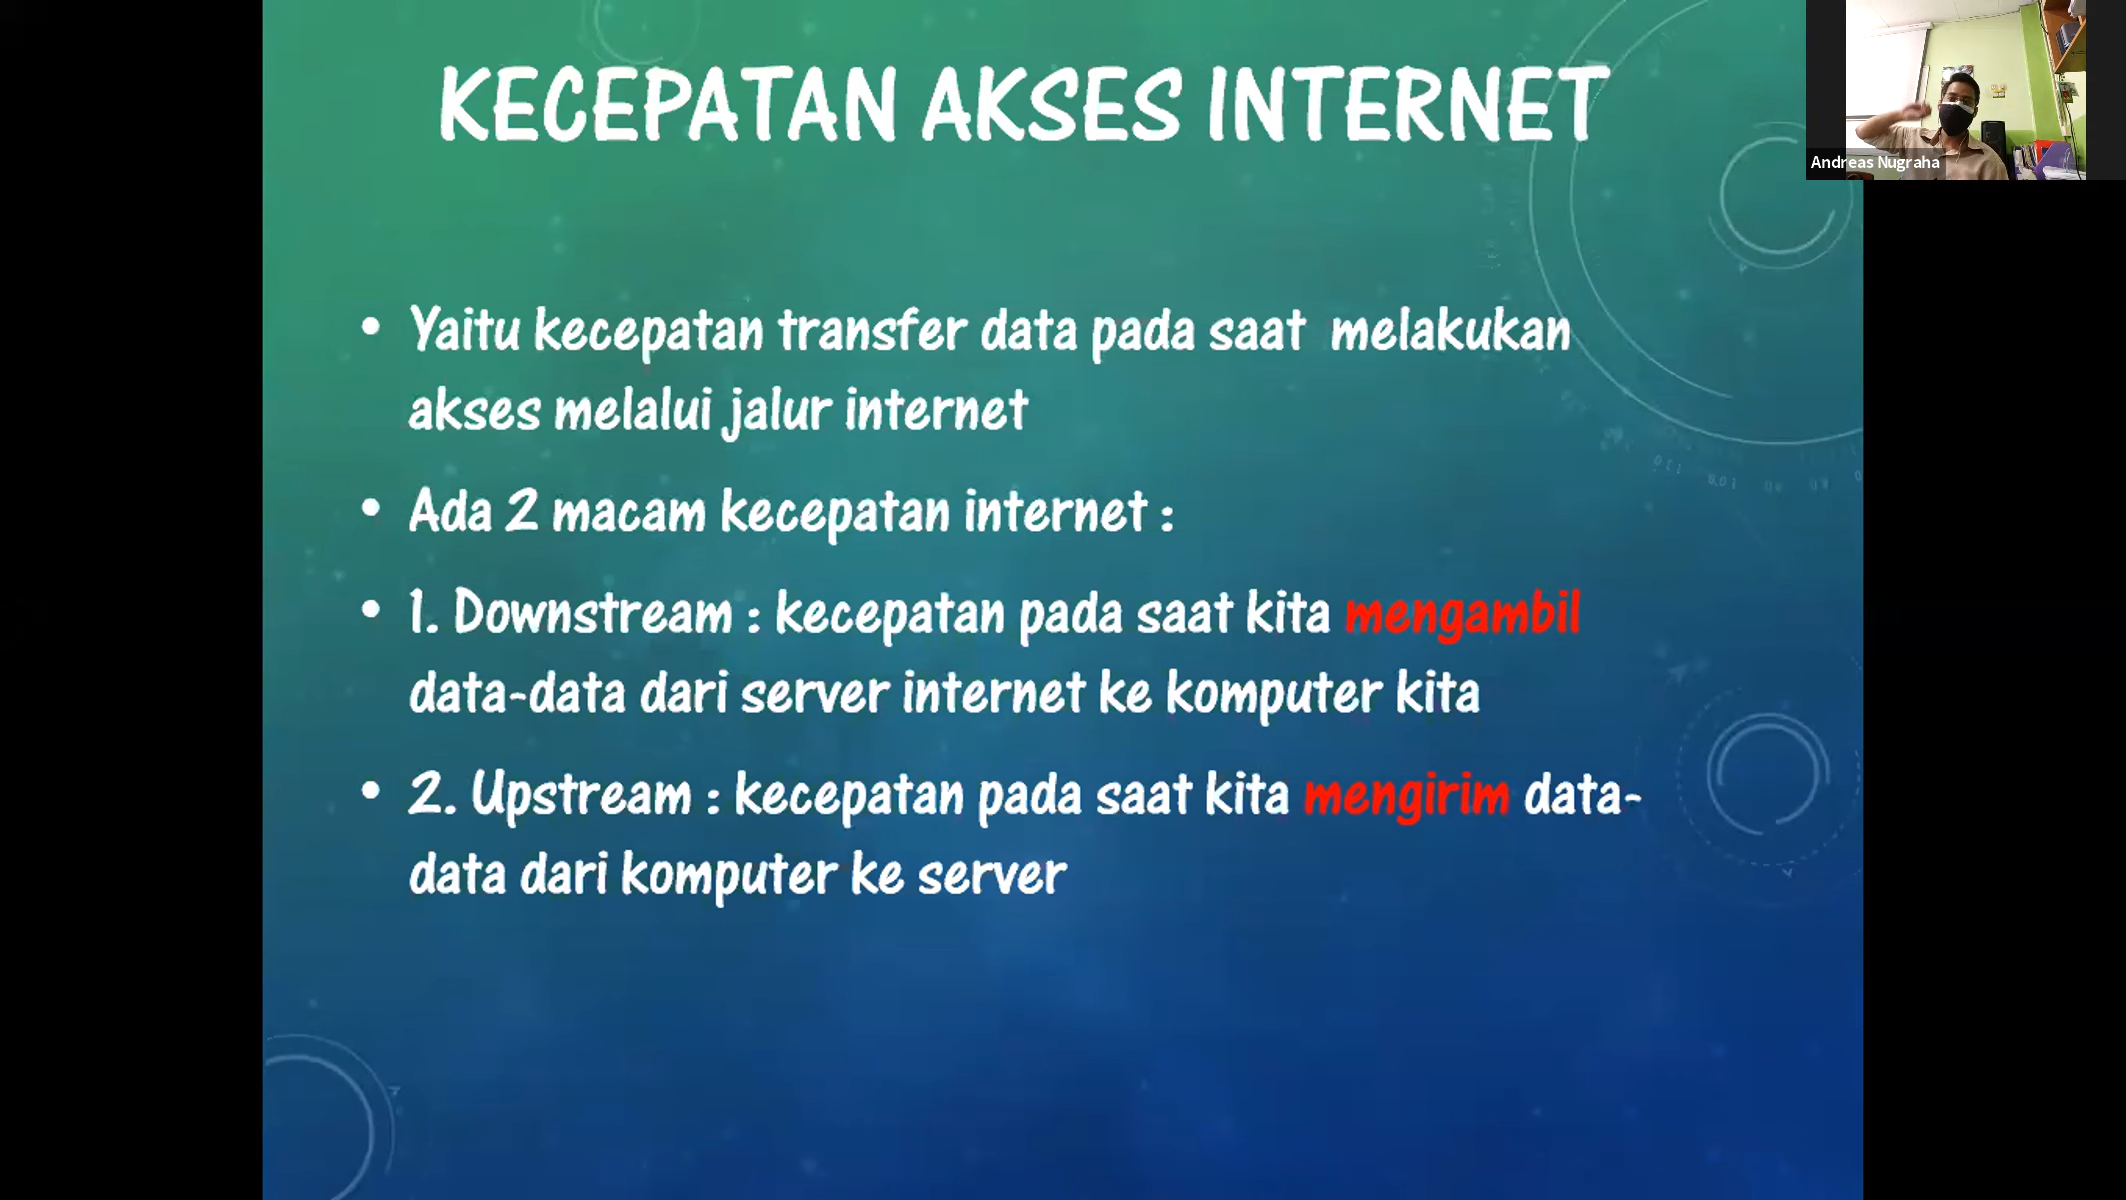 KECEPATAN AKSES INTERNET
Andreas Nugraha
• Yaitu kecepatan transfer data pada saat melakukan
akses melalui jalur internet
• Ada 2 macam kecepatan internet :
• 1. Downstream : kecepatan pada saat kita mengambil
data-data dari server internet ke komputer kita
• 2. Upstream : kecepatan pada saat kita mengirim data-
data dari komputer ke server